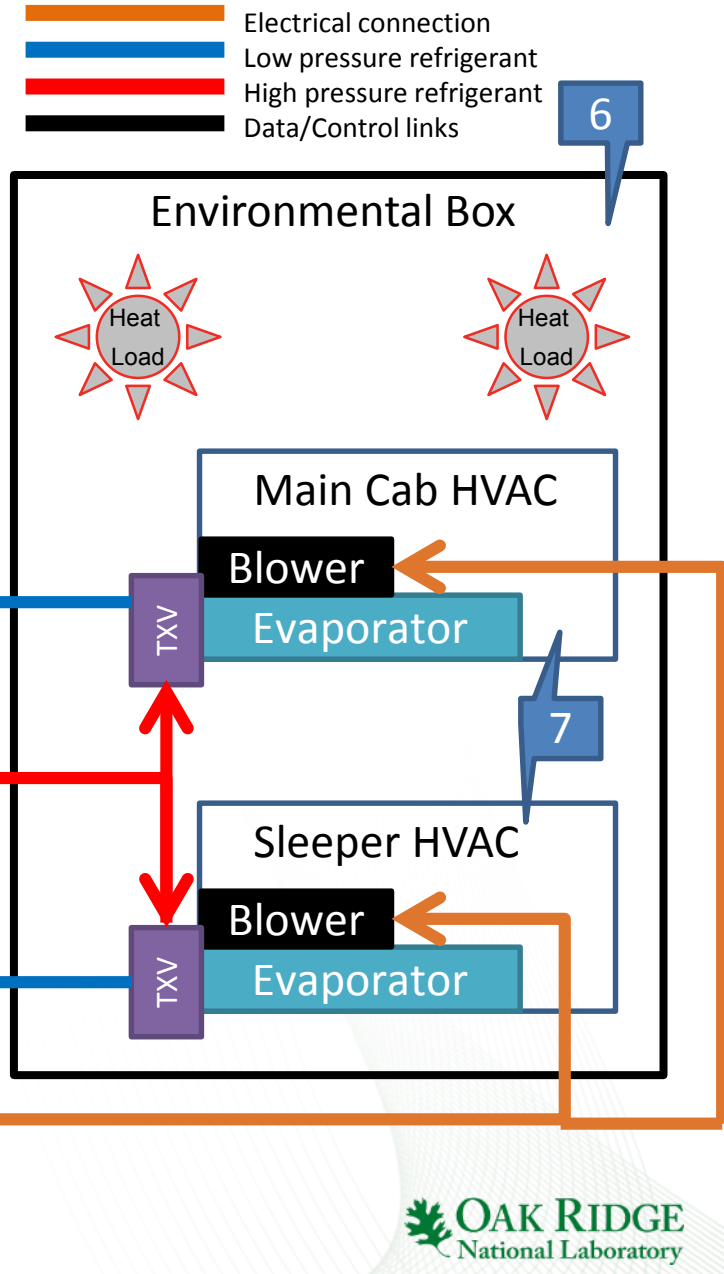 Electrical connection
Low pressure refrigerant
High pressure refrigerant
Data/Control links
6
Environmental Box
Heat
Load
Heat
Load
Main Cab HVAC
Blower
TXV
Evaporator
7
Sleeper HVAC
Blower
TXV
Evaporator
OAK RIDGE
National Laboratory